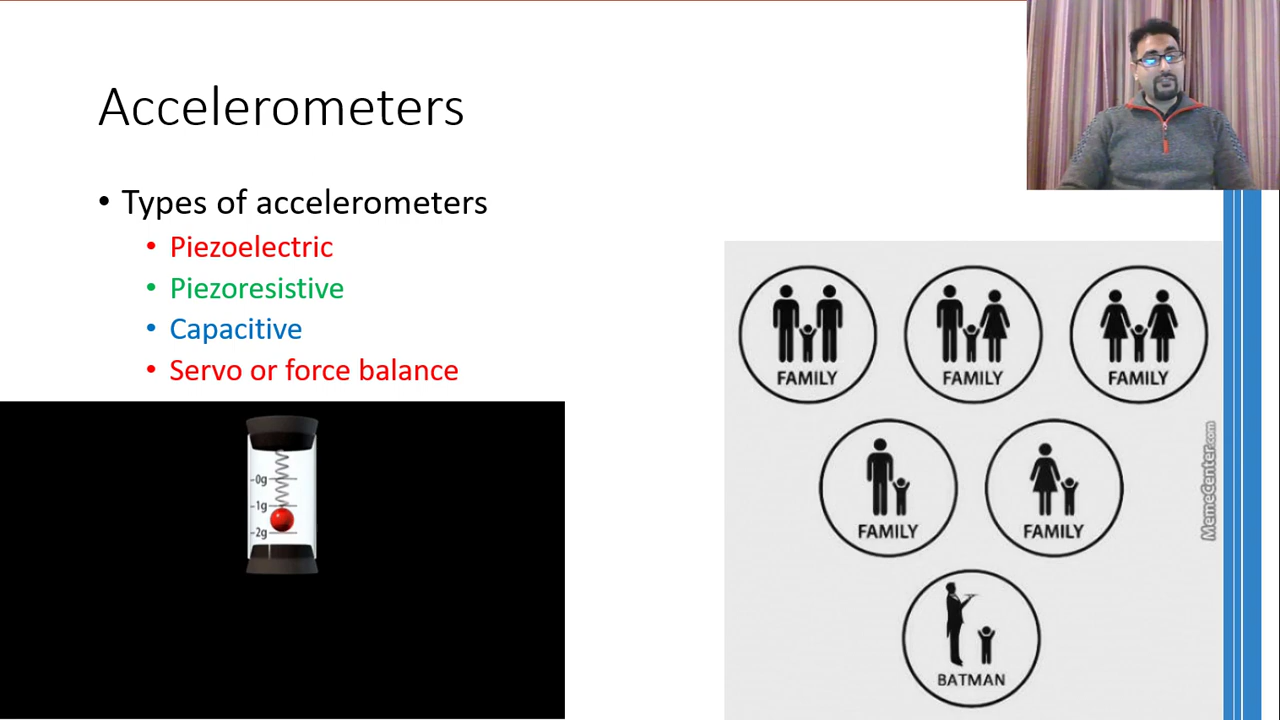 Accelerometers
• Types of accelerometers
• Piezoelectric
• Piezoresistive
• Capacitive
• Servo or force balance
-0g
-1g
-2g
FAMILY FAMILY FAMILY
FAMILY FAMILY
BATMAN
MemeCenter.com